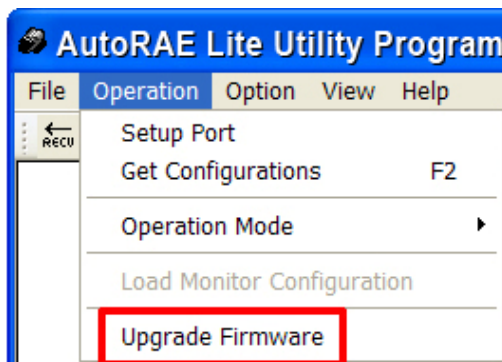 AutoRAE Lite Utility Program
File Operation Option View Help
RECV
Setup Port
Get Configurations F2
Operation Mode
Load Monitor Configuration
Upgrade Firmware